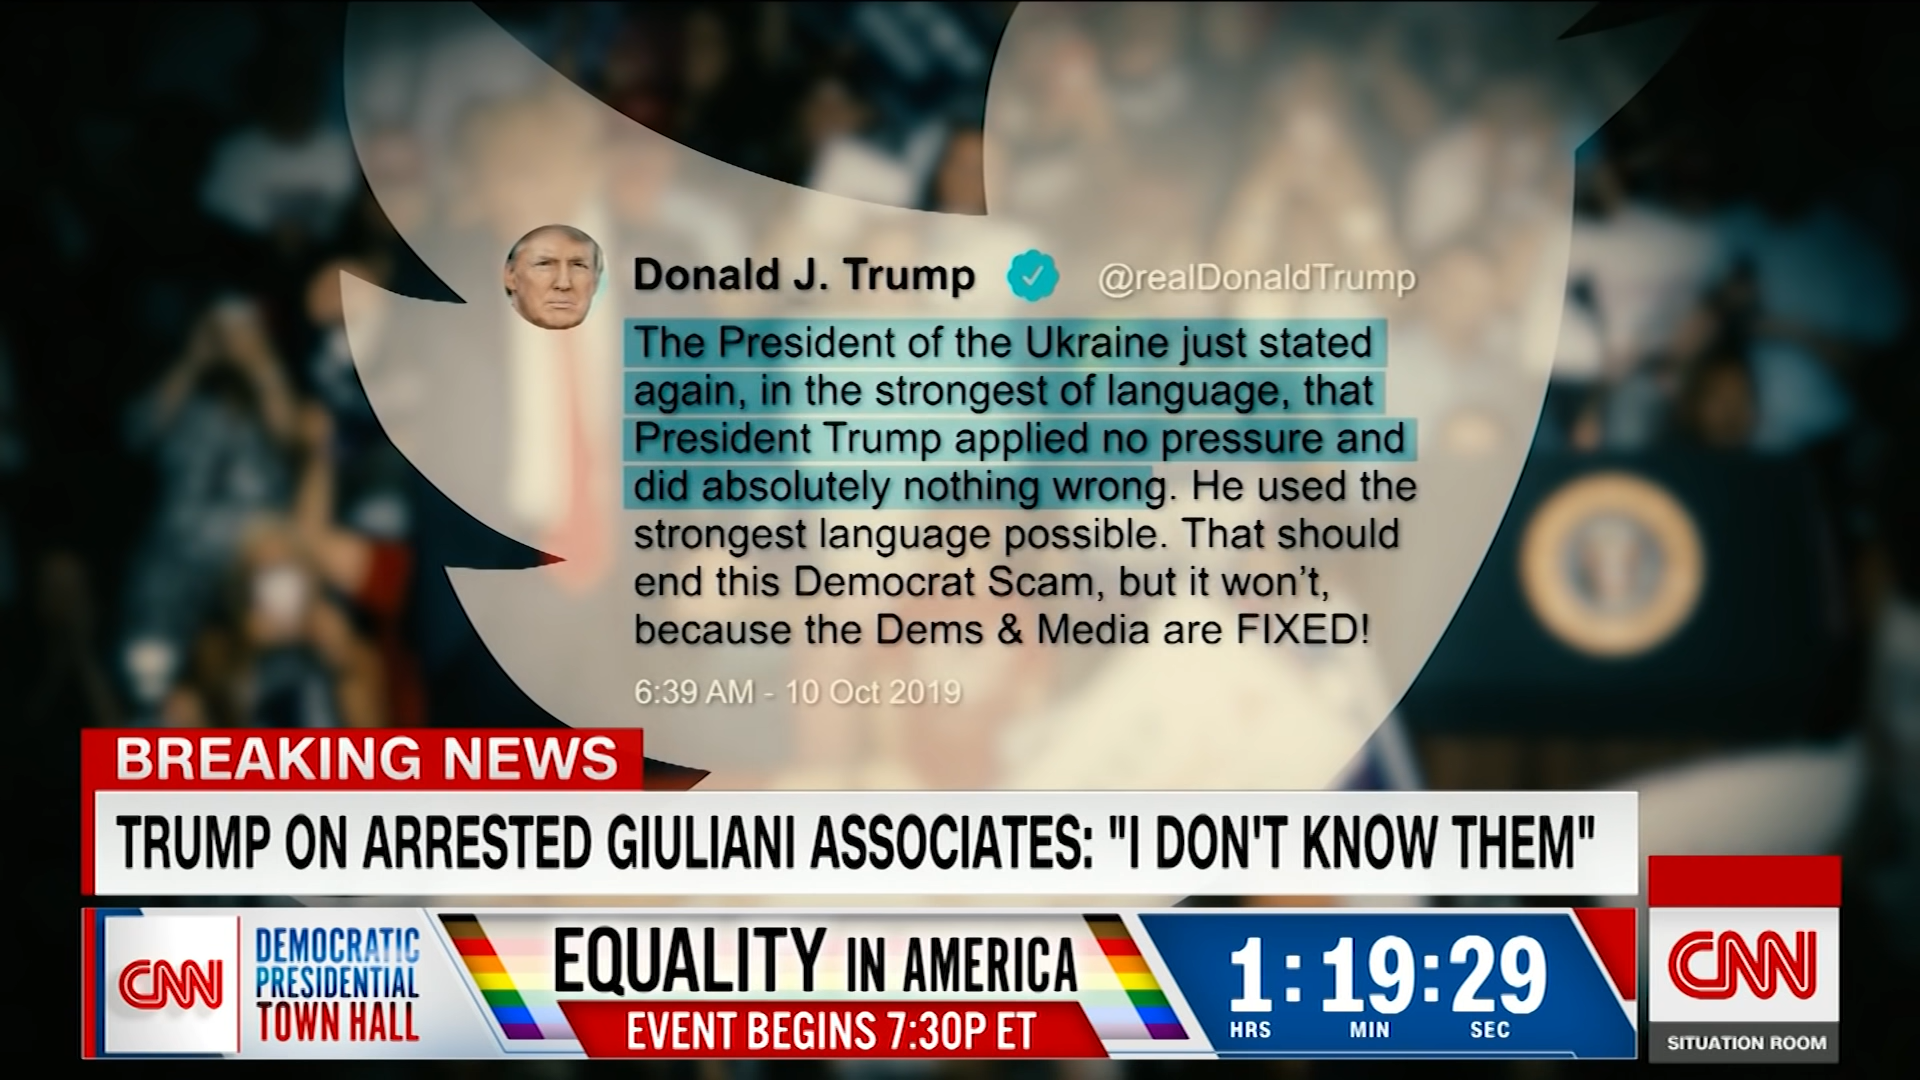 Donald J. Trump @realDonaldTrump
The President of the Ukraine just stated
again, in the strongest of language, that
President Trump applied no pressure and
did absolutely nothing wrong. He used the
strongest language possible. That should
end this Democrat Scam, but it won't,
because the Dems & Media are FIXED!
6:39 AM - 10 Oct 2019
BREAKING NEWS
TRUMP ON ARRESTED GIULIANI ASSOCIATES: "I DON'T KNOW THEM"
CNN
DEMOCRATIC
PRESIDENTIAL
TOWN HALL
EQUALITY IN AMERICA
EVENT BEGINS 7:30P ET
1:19:29
HRS MIN SEC
CNN
SITUATION ROOM